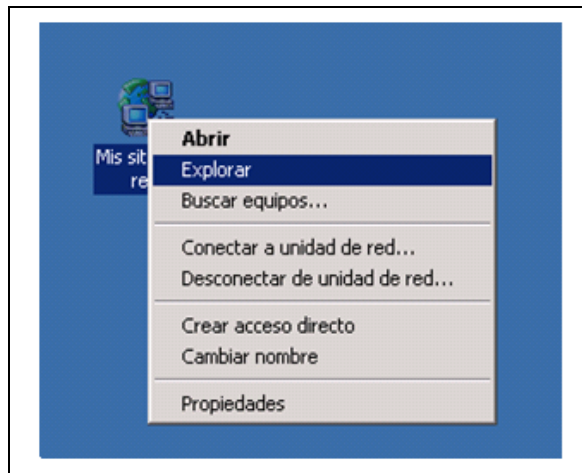 Mis sit
re
Abrir
Explorar
Buscar equipos...
Conectar a unidad de red...
Desconectar de unidad de red...
Crear acceso directo
Cambiar nombre
Propiedades